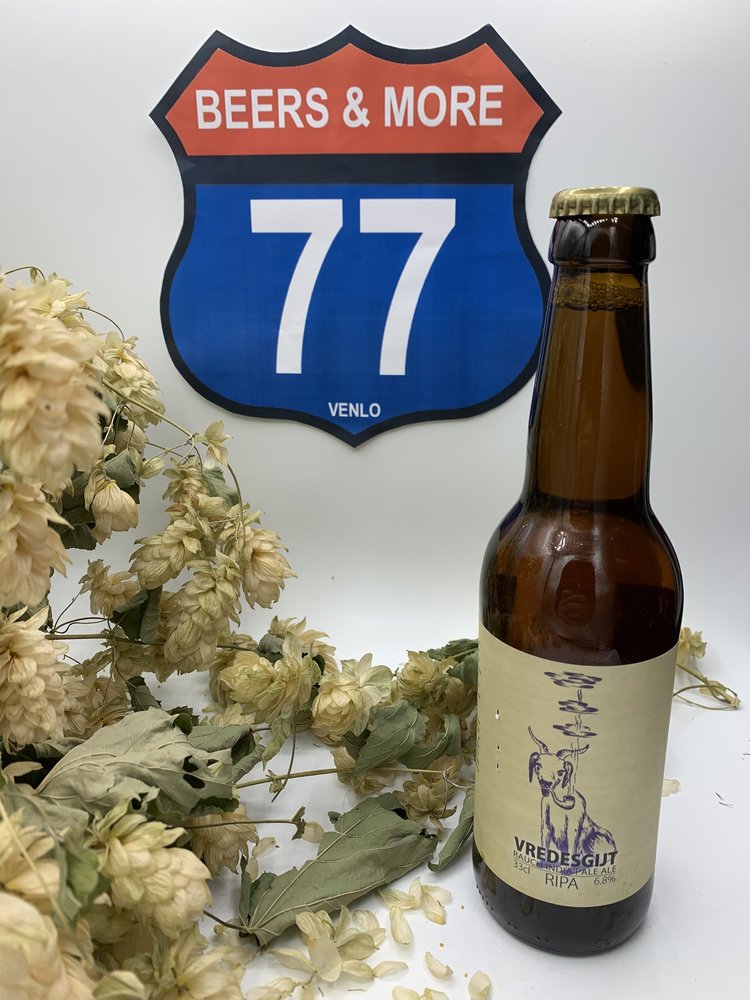 BEERS & MORE
77
VENLO
VREDESGIJT
RAUCH INDIA PALE ALE
33cl RIPA 6.8%